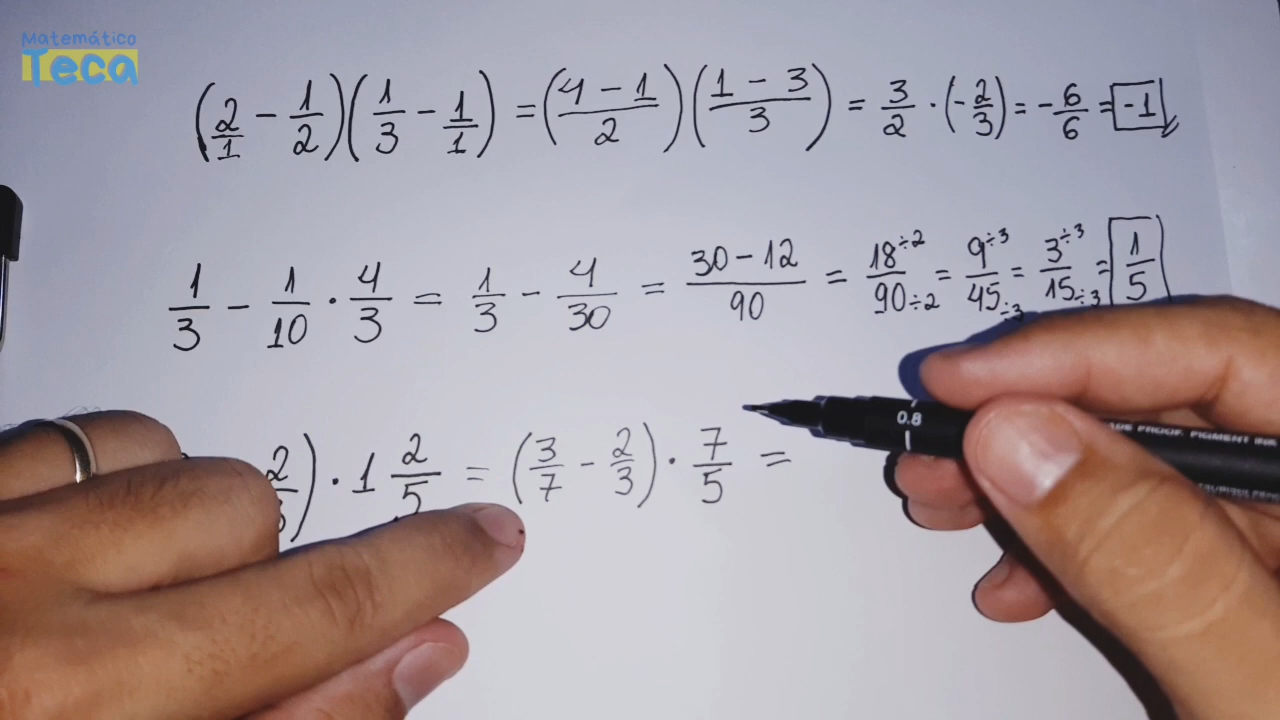 Matemático
Teca
(2/1 - 1/2)(1/3 - 1/1) = (4 - 1/2)(1 - 3/3) = 3/2 · (-2/3) = -6/6 = -1
1/3 - 1/10 · 4/3 = 1/3 - 4/30 = 30 - 12/90 = 18÷2/90÷2 = 9÷3/45÷3 = 3÷3/15÷3 = 1/5
) · 1 2/5 = (3/7 - 2/3) · 7/5 =
0.8
PROOF. PIGMENT INK